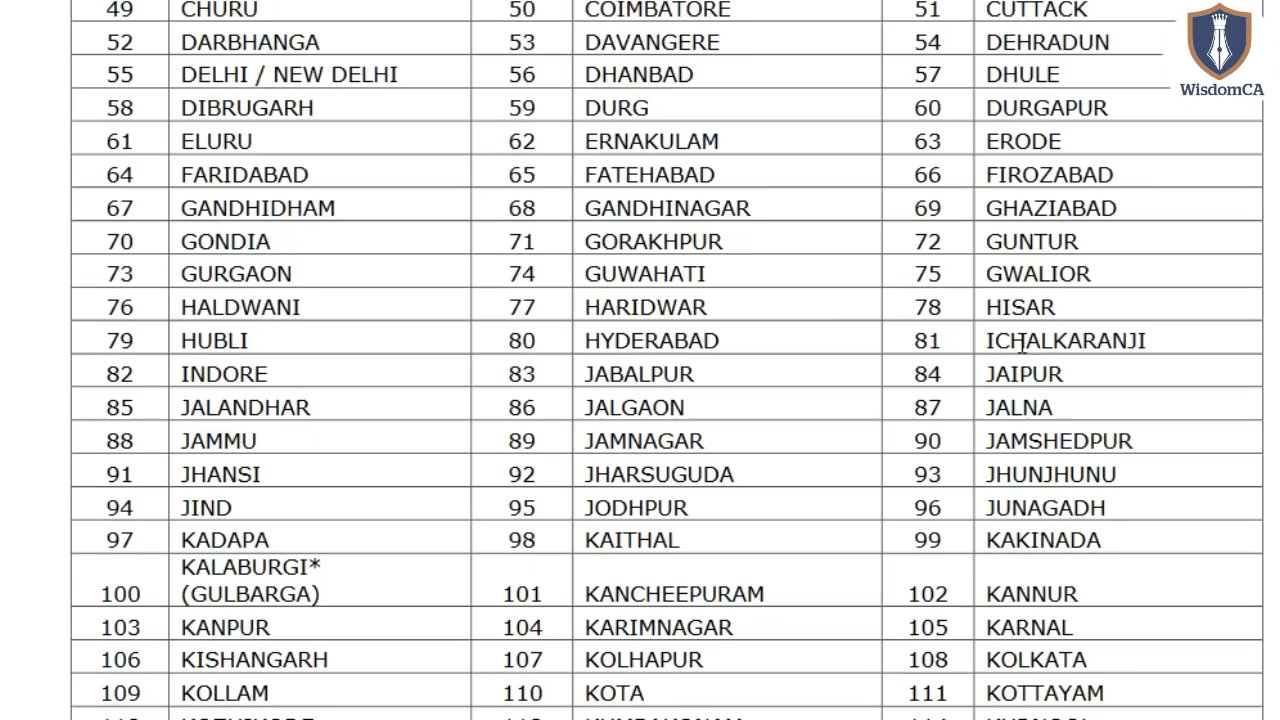 49 CHURU 50 COIMBATORE 51 CUTTACK
52 DARBHANGA 53 DAVANGERE 54 DEHRADUN
WisdomCA
55 DELHI / NEW DELHI 56 DHANBAD 57 DHULE
58 DIBRUGARH 59 DURG 60 DURGAPUR
61 ELURU 62 ERNAKULAM 63 ERODE
64 FARIDABAD 65 FATEHABAD 66 FIROZABAD
67 GANDHIDHAM 68 GANDHINAGAR 69 GHAZIABAD
70 GONDIA 71 GORAKHPUR 72 GUNTUR
73 GURGAON 74 GUWAHATI 75 GWALIOR
76 HALDWANI 77 HARIDWAR 78 HISAR
79 HUBLI 80 HYDERABAD 81 ICHALKARANJI
82 INDORE 83 JABALPUR 84 JAIPUR
85 JALANDHAR 86 JALGAON 87 JALNA
88 JAMMU 89 JAMNAGAR 90 JAMSHEDPUR
91 JHANSI 92 JHARSUGUDA 93 JHUNJHUNU
94 JIND 95 JODHPUR 96 JUNAGADH
97 KADAPA 98 KAITHAL 99 KAKINADA
KALABURGI*
100 (GULBARGA) 101 KANCHEEPURAM 102 KANNUR
103 KANPUR 104 KARIMNAGAR 105 KARNAL
106 KISHANGARH 107 KOLHAPUR 108 KOLKATA
109 KOLLAM 110 KOTA 111 KOTTAYAM